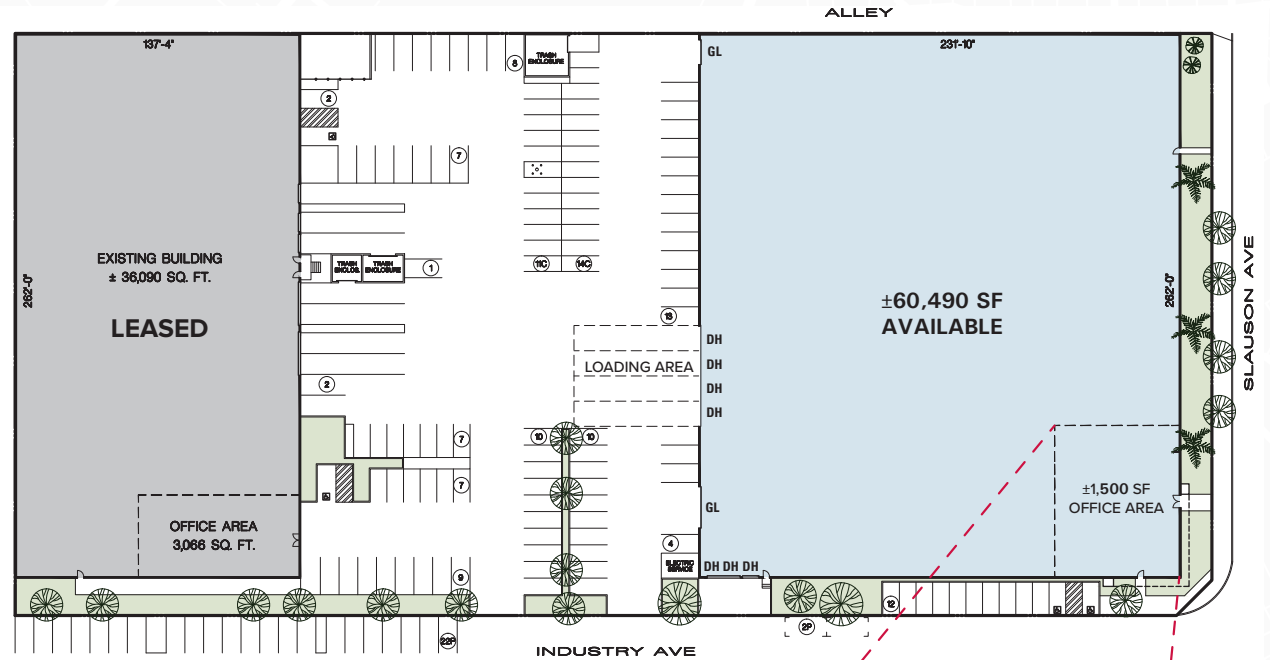 ALLEY
137'-4"
231'-10"
GL
8
TRASH
ENCLOSURE
2
7
EXISTING BUILDING
± 36,090 SQ. FT.
LEASED
262'-0"
TRASH
ENCLOS.
TRASH
ENCLOSURE
1
11C
14C
13
±60,490 SF
AVAILABLE
262'-0"
SLAUSON AVE
LOADING AREA
DH
DH
DH
DH
2
7
10
10
7
±1,500 SF
OFFICE AREA
GL
OFFICE AREA
3,066 SQ. FT.
4
ELECTRIC
SERVICE
DH DH DH
9
12
22P
2P
INDUSTRY AVE